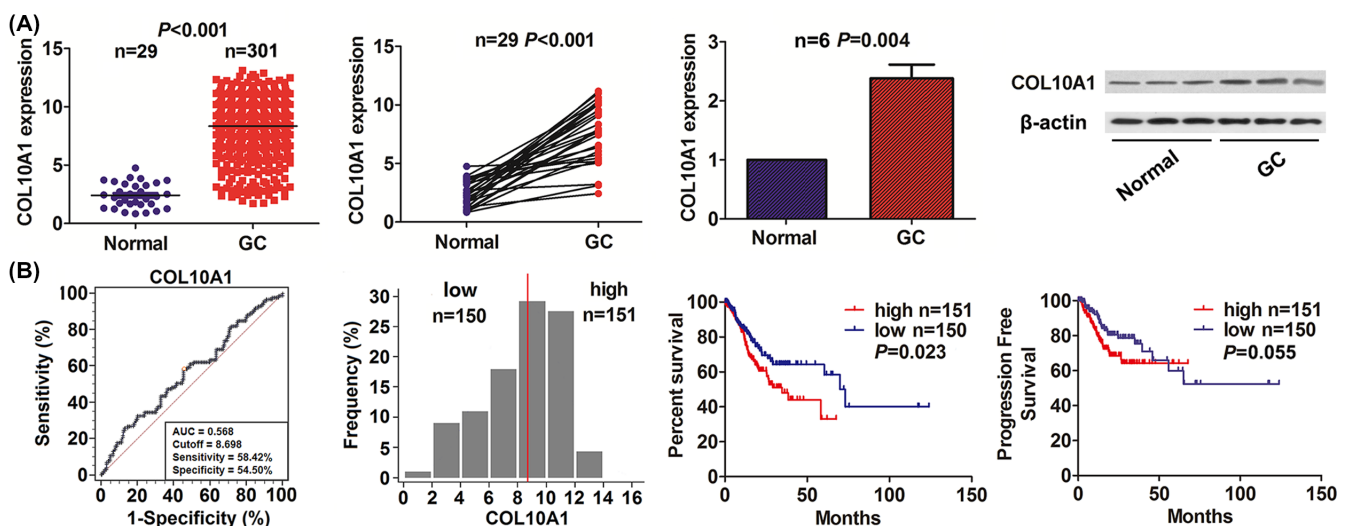 (A)
P<0.001
n=29 n=301
COL10A1 expression
15
10
5
0
Normal GC
n=29 P<0.001
COL10A1 expression
15
10
5
0
Normal GC
n=6 P=0.004
COL10A1 expression
3
2
1
0
Normal GC
COL10A1
β-actin
Normal GC
(B)
COL10A1
Sensitivity (%)
100
80
60
40
20
0
AUC = 0.568
Cutoff = 8.698
Sensitivity = 58.42%
Specificity = 54.50%
0 20 40 60 80 100
1-Specificity (%)
low high
n=150 n=151
Frequency (%)
30
25
20
15
10
5
0
0 2 4 6 8 10 12 14 16
COL10A1
Percent survival
100
80
60
40
20
0
high n=151
low n=150
P=0.023
0 50 100 150
Months
Progression Free
Survival
100
80
60
40
20
0
high n=151
low n=150
P=0.055
0 50 100 150
Months